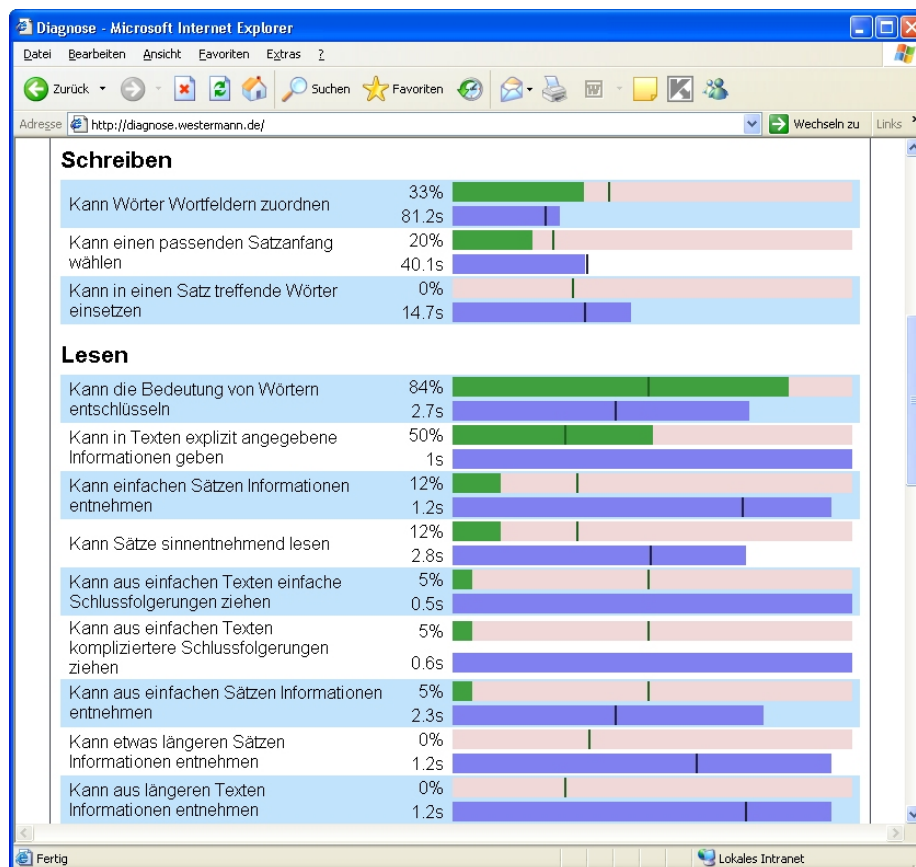 Diagnose - Microsoft Internet Explorer
Datei Bearbeiten Ansicht Favoriten Extras ?
Zurück Suchen Favoriten
Adresse http://diagnose.westermann.de/ Wechseln zu Links
Schreiben
Kann Wörter Wortfeldern zuordnen
33%
81.2s
Kann einen passenden Satzanfang
wählen
20%
40.1s
Kann in einen Satz treffende Wörter
einsetzen
0%
14.7s
Lesen
Kann die Bedeutung von Wörtern
entschlüsseln
84%
2.7s
Kann in Texten explizit angegebene
Informationen geben
50%
1s
Kann einfachen Sätzen Informationen
entnehmen
12%
1.2s
Kann Sätze sinnentnehmend lesen
12%
2.8s
Kann aus einfachen Texten einfache
Schlussfolgerungen ziehen
5%
0.5s
Kann aus einfachen Texten
kompliziertere Schlussfolgerungen
ziehen
5%
0.6s
Kann aus einfachen Sätzen Informationen
entnehmen
5%
2.3s
Kann etwas längeren Sätzen
Informationen entnehmen
0%
1.2s
Kann aus längeren Texten
Informationen entnehmen
0%
1.2s
Fertig Lokales Intranet